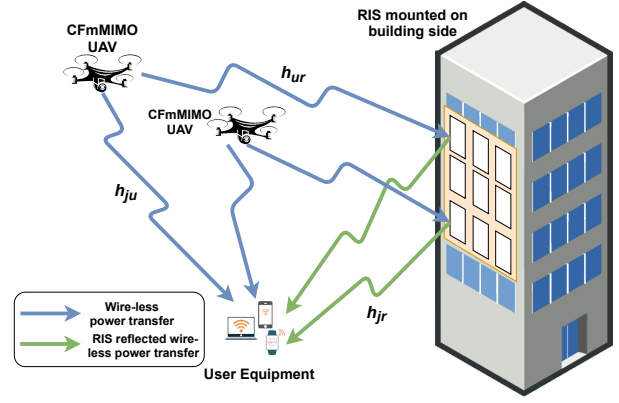 CFmMIMO
UAV
RIS mounted on
building side
h_ur
CFmMIMO
UAV
h_ju
h_jr
Wire-less
power transfer
RIS reflected wire-
less power transfer
User Equipment